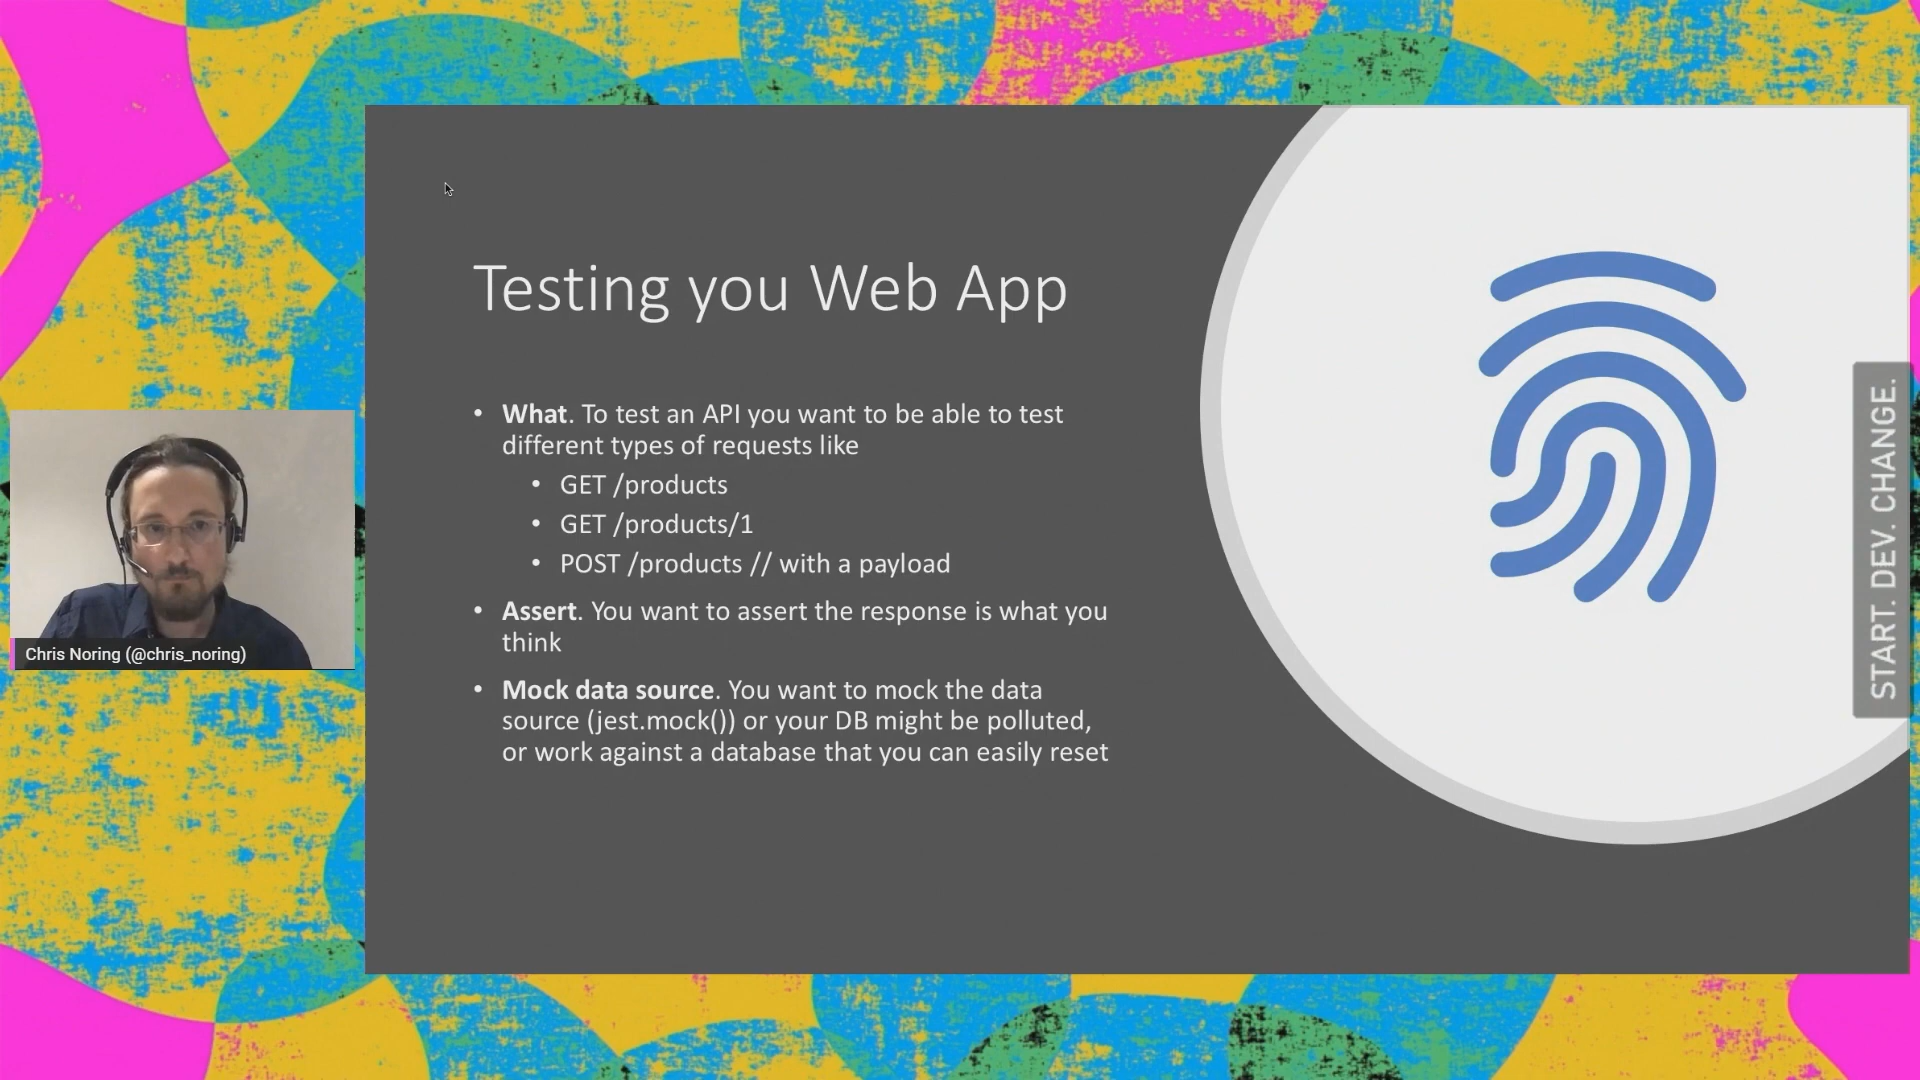 Testing you Web App
• What. To test an API you want to be able to test
different types of requests like
• GET /products
• GET /products/1
• POST /products // with a payload
• Assert. You want to assert the response is what you
think
• Mock data source. You want to mock the data
source (jest.mock()) or your DB might be polluted,
or work against a database that you can easily reset
Chris Noring (@chris_noring)
START. DEV. CHANGE.